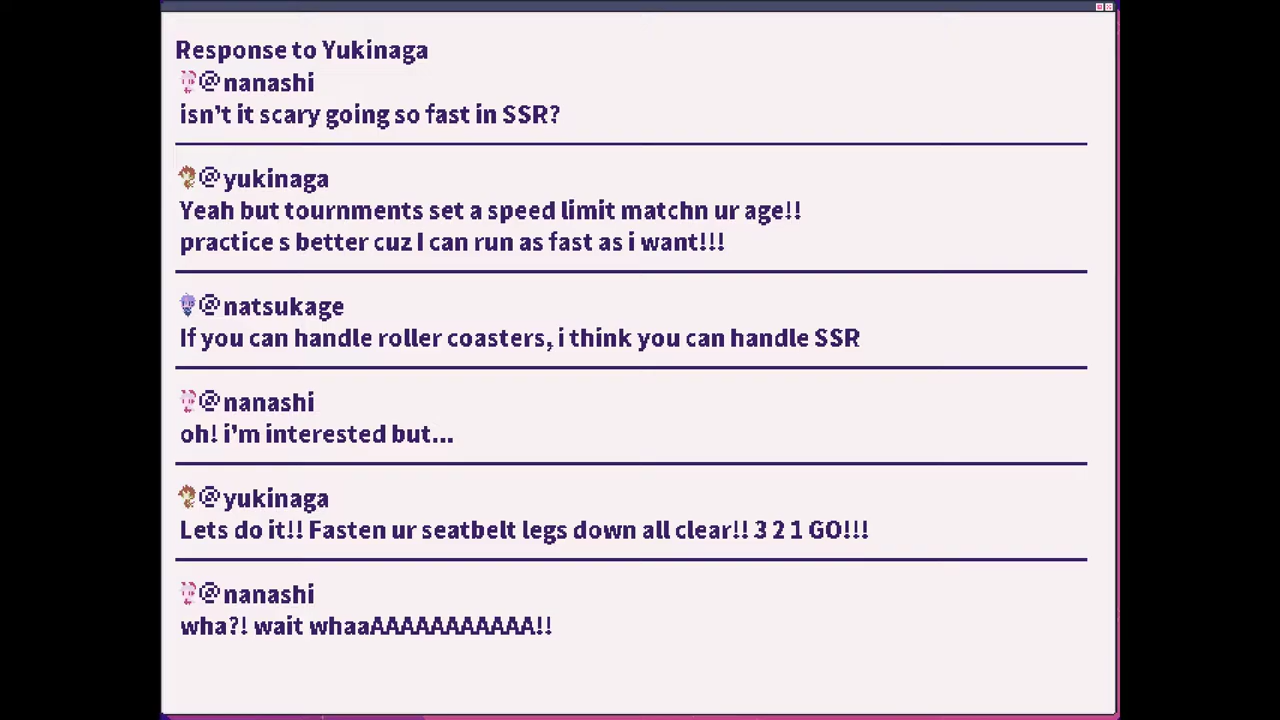 Response to Yukinaga
@nanashi
isn't it scary going so fast in SSR?
@yukinaga
Yeah but tournments set a speed limit matchn ur age!!
practice s better cuz I can run as fast as i want!!!
@natsukage
If you can handle roller coasters, i think you can handle SSR
@nanashi
oh! i'm interested but...
@yukinaga
Lets do it!! Fasten ur seatbelt legs down all clear!! 3 2 1 GO!!!
@nanashi
wha?! wait whaaAAAAAAAAAAA!!